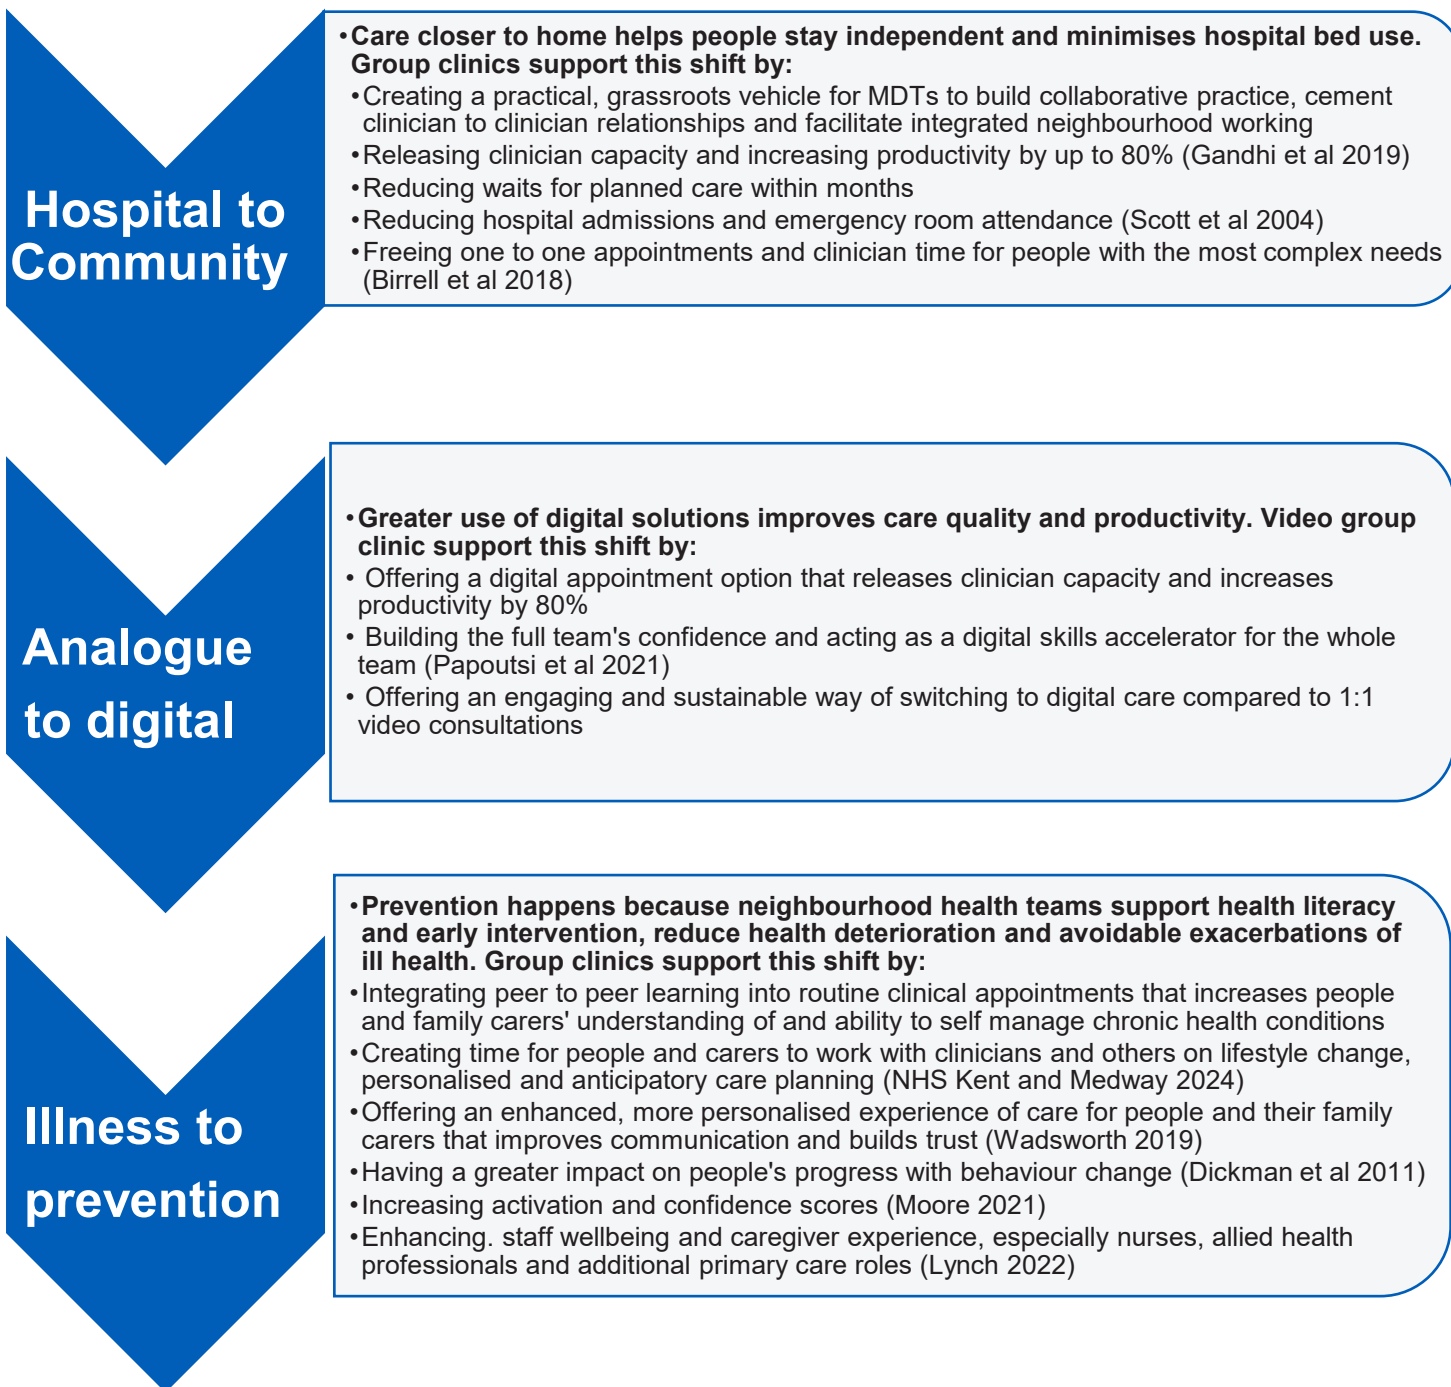 Hospital to
Community
•Care closer to home helps people stay independent and minimises hospital bed use.
Group clinics support this shift by:
•Creating a practical, grassroots vehicle for MDTs to build collaborative practice, cement
clinician to clinician relationships and facilitate integrated neighbourhood working
•Releasing clinician capacity and increasing productivity by up to 80% (Gandhi et al 2019)
•Reducing waits for planned care within months
•Reducing hospital admissions and emergency room attendance (Scott et al 2004)
•Freeing one to one appointments and clinician time for people with the most complex needs
(Birrell et al 2018)
Analogue
to digital
•Greater use of digital solutions improves care quality and productivity. Video group
clinic support this shift by:
• Offering a digital appointment option that releases clinician capacity and increases
productivity by 80%
• Building the full team's confidence and acting as a digital skills accelerator for the whole
team (Papoutsi et al 2021)
• Offering an engaging and sustainable way of switching to digital care compared to 1:1
video consultations
Illness to
prevention
•Prevention happens because neighbourhood health teams support health literacy
and early intervention, reduce health deterioration and avoidable exacerbations of
ill health. Group clinics support this shift by:
•Integrating peer to peer learning into routine clinical appointments that increases people
and family carers' understanding of and ability to self manage chronic health conditions
•Creating time for people and carers to work with clinicians and others on lifestyle change,
personalised and anticipatory care planning (NHS Kent and Medway 2024)
•Offering an enhanced, more personalised experience of care for people and their family
carers that improves communication and builds trust (Wadsworth 2019)
•Having a greater impact on people's progress with behaviour change (Dickman et al 2011)
•Increasing activation and confidence scores (Moore 2021)
•Enhancing. staff wellbeing and caregiver experience, especially nurses, allied health
professionals and additional primary care roles (Lynch 2022)